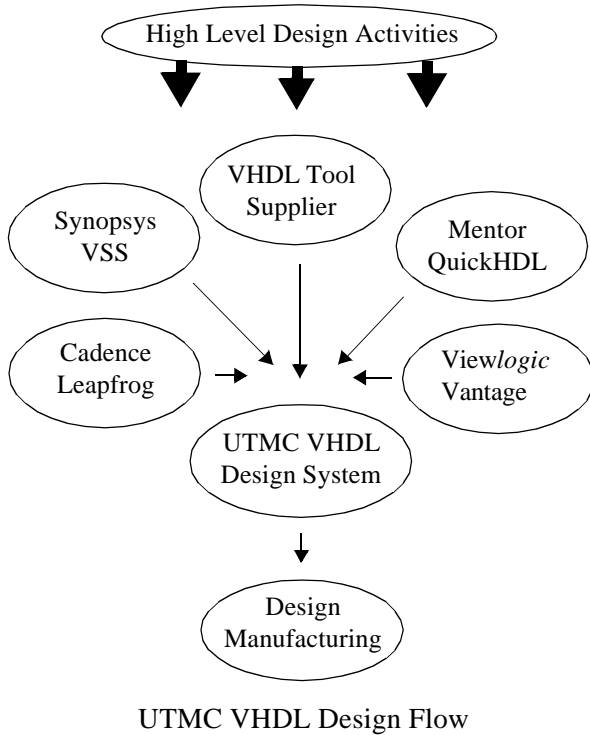 High Level Design Activities
VHDL Tool
Supplier
Synopsys
VSS
Mentor
QuickHDL
Cadence
Leapfrog
Viewlogic
Vantage
UTMC VHDL
Design System
Design
Manufacturing
UTMC VHDL Design Flow